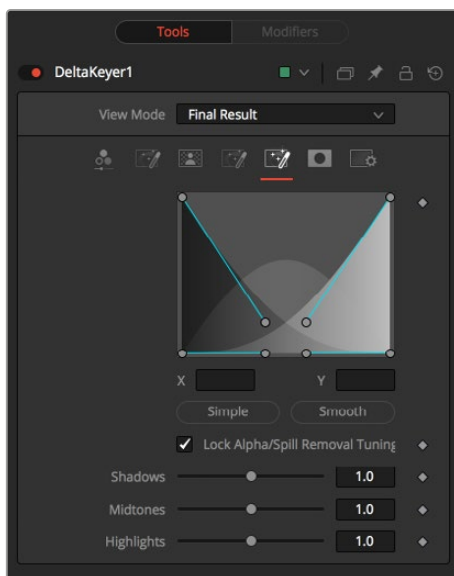 Tools Modifiers
DeltaKeyer1
View Mode Final Result
X Y
Simple Smooth
Lock Alpha/Spill Removal Tuning
Shadows 1.0
Midtones 1.0
Highlights 1.0